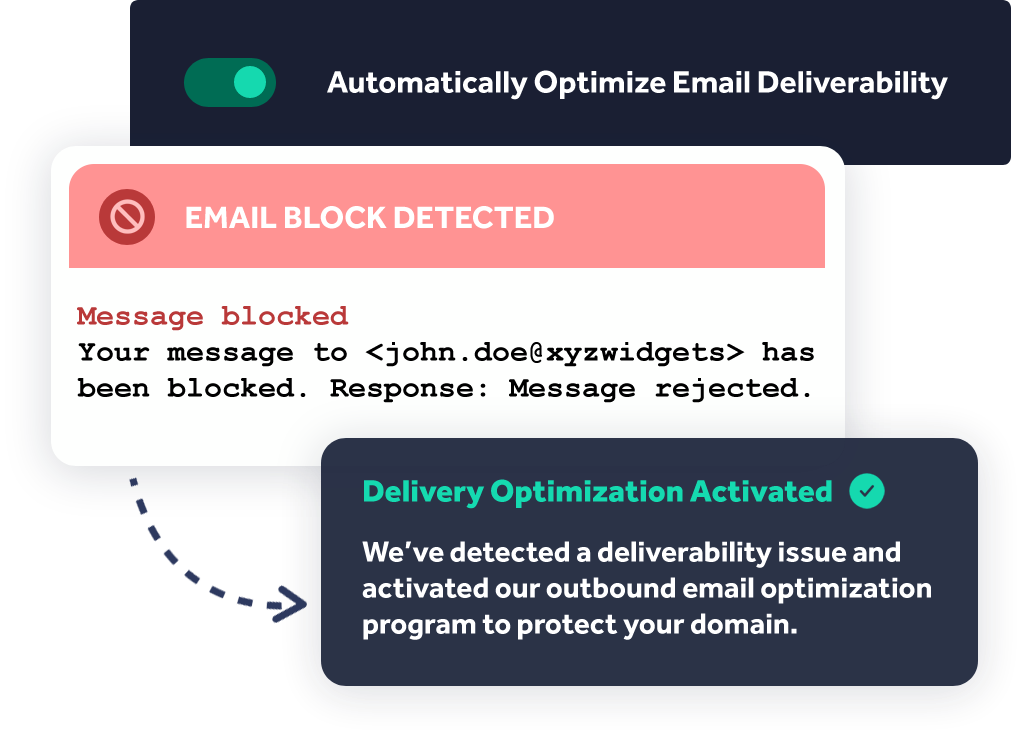 Automatically Optimize Email Deliverability
EMAIL BLOCK DETECTED
Message blocked
Your message to <john.doe@xyzwidgets> has
been blocked. Response: Message rejected.
Delivery Optimization Activated
We’ve detected a deliverability issue and
activated our outbound email optimization
program to protect your domain.